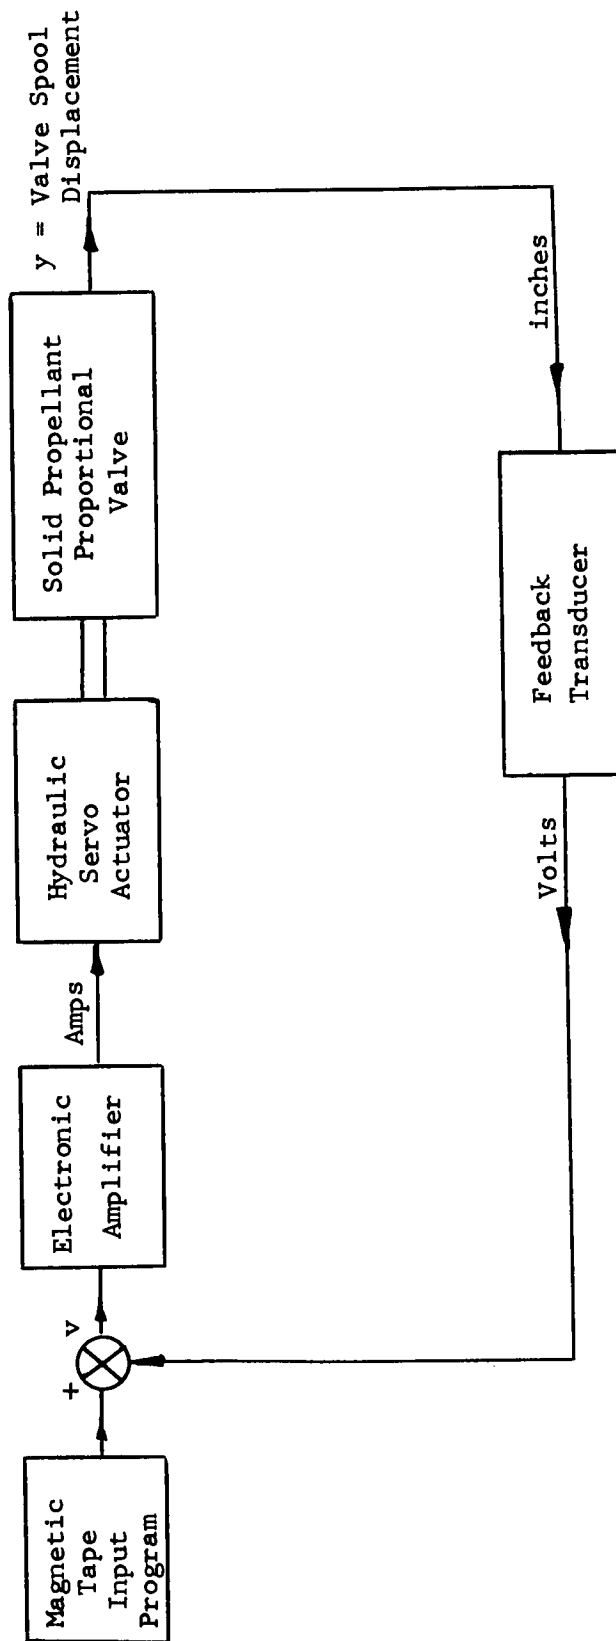 Magnetic
Tape
Input
Program
+
v
Electronic
Amplifier
Amps
Hydraulic
Servo
Actuator
Solid Propellant
Proportional
Valve
y = Valve Spool
Displacement
inches
Feedback
Transducer
Volts